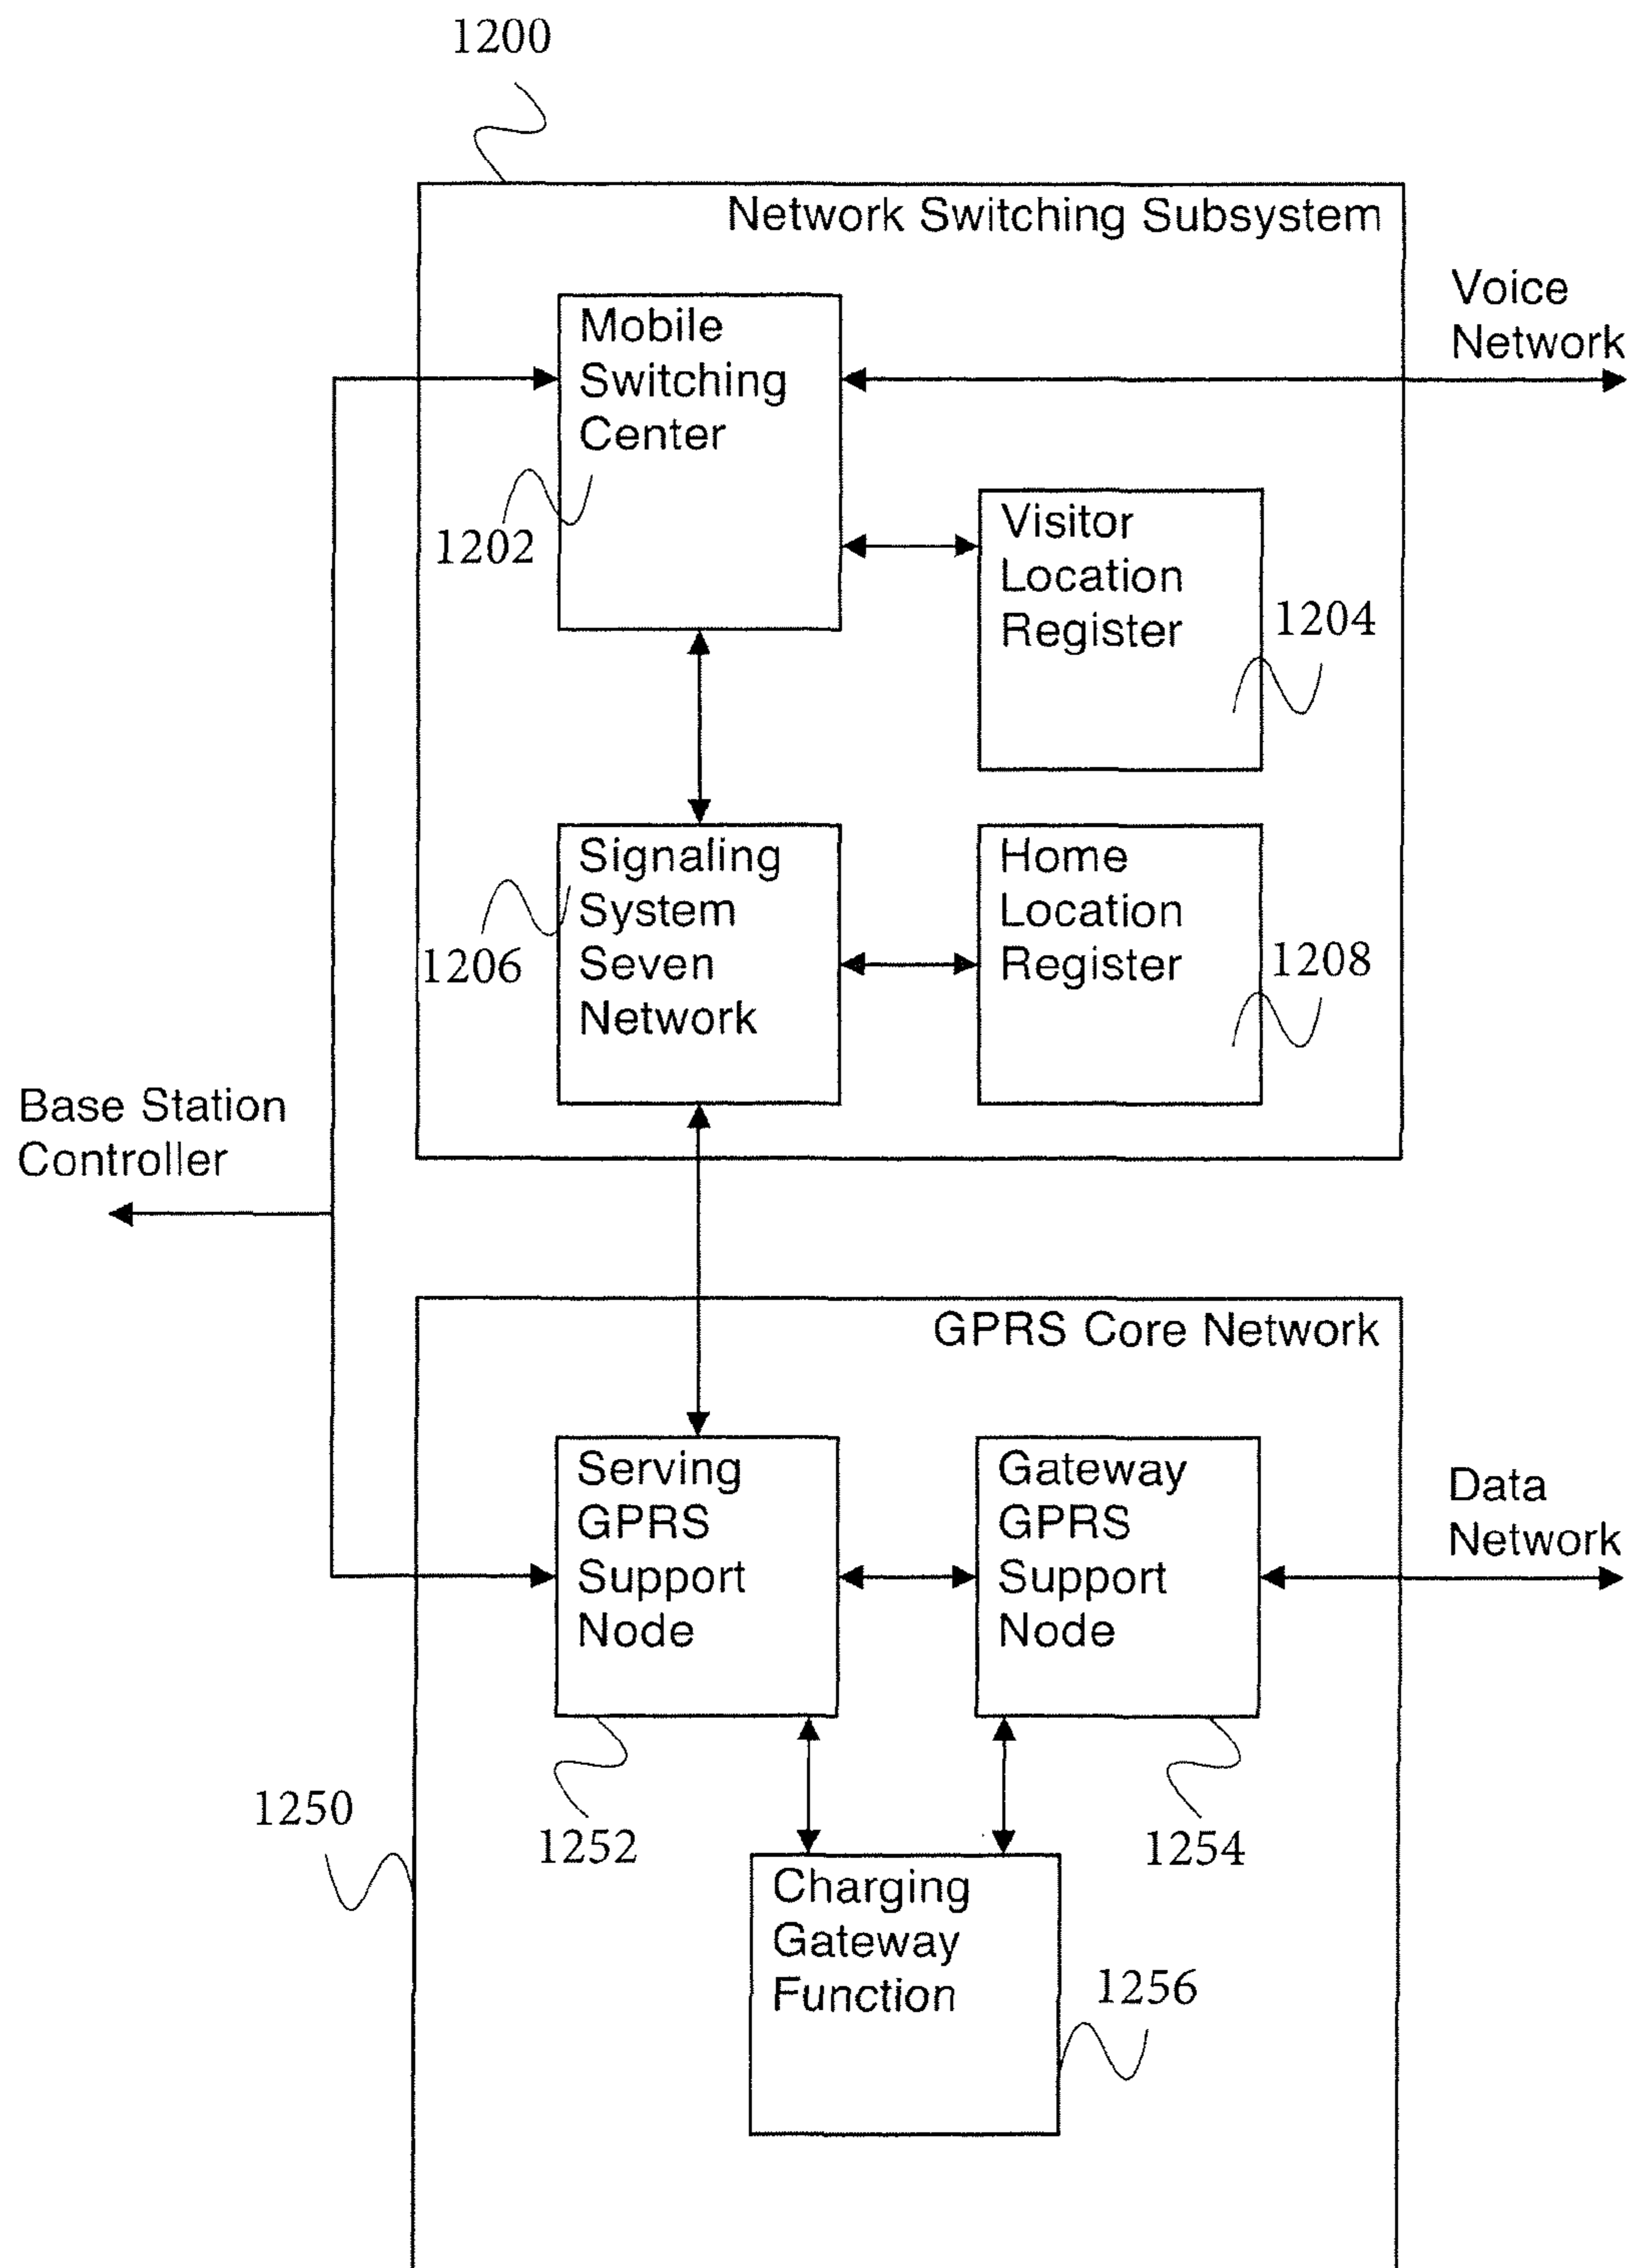 1200
Network Switching Subsystem
Voice
Network
Mobile
Switching
Center
1202
Visitor
Location
Register
1204
Signaling
System
Seven
Network
1206
Home
Location
Register
1208
Base Station
Controller
GPRS Core Network
Serving
GPRS
Support
Node
Gateway
GPRS
Support
Node
Data
Network
1252
1254
1250
Charging
Gateway
Function
1256